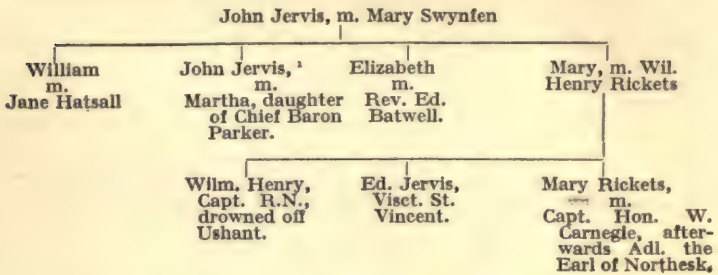 John Jervis, m. Mary Swynfen
William
m.
Jane Hatsall
John Jervis, ¹
m.
Martha, daughter
of Chief Baron
Parker.
Elizabeth
m.
Rev. Ed.
Batwell.
Mary, m. Wil.
Henry Rickets
Wilm. Henry,
Capt. R.N.,
drowned off
Ushant.
Ed. Jervis,
Visct. St.
Vincent.
Mary Rickets,
m.
Capt. Hon. W.
Carnegie, after-
wards Adl. the
Earl of Northesk.